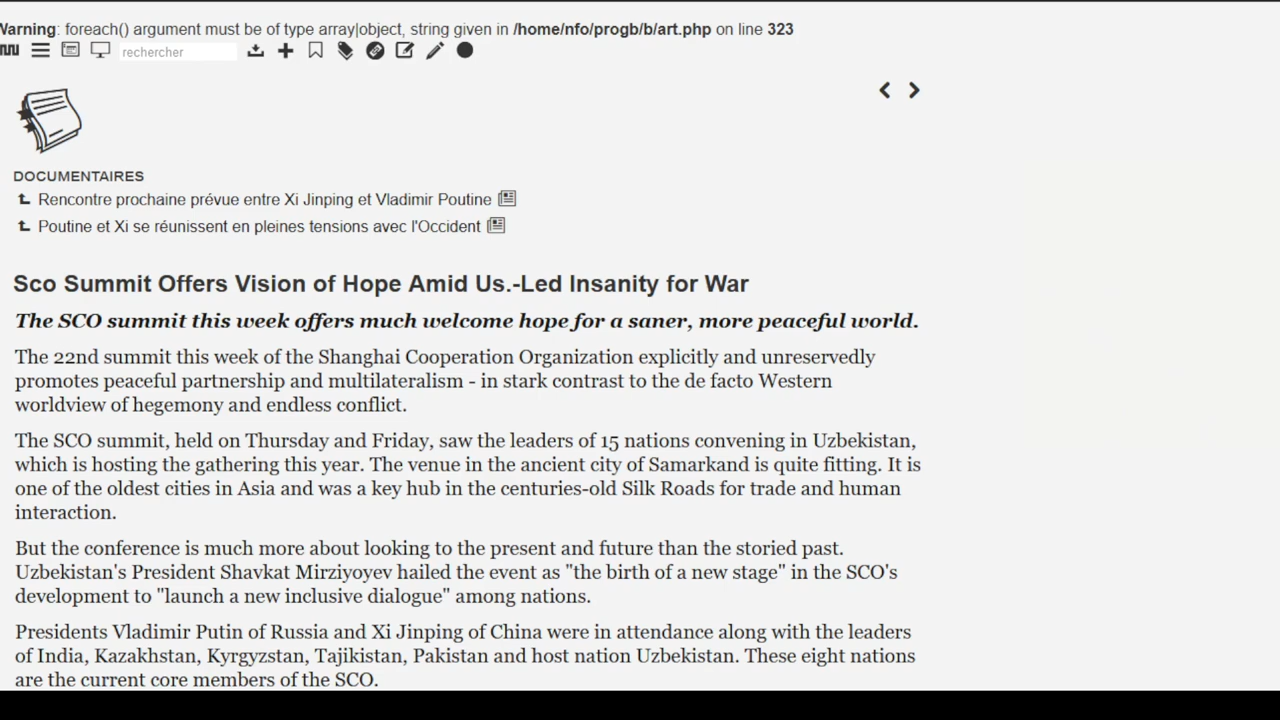 Warning: foreach() argument must be of type array|object, string given in /home/nfo/progb/b/art.php on line 323
rechercher
DOCUMENTAIRES
Rencontre prochaine prévue entre Xi Jinping et Vladimir Poutine
Poutine et Xi se réunissent en pleines tensions avec l'Occident
Sco Summit Offers Vision of Hope Amid Us.-Led Insanity for War
The SCO summit this week offers much welcome hope for a saner, more peaceful world.
The 22nd summit this week of the Shanghai Cooperation Organization explicitly and unreservedly
promotes peaceful partnership and multilateralism - in stark contrast to the de facto Western
worldview of hegemony and endless conflict.
The SCO summit, held on Thursday and Friday, saw the leaders of 15 nations convening in Uzbekistan,
which is hosting the gathering this year. The venue in the ancient city of Samarkand is quite fitting. It is
one of the oldest cities in Asia and was a key hub in the centuries-old Silk Roads for trade and human
interaction.
But the conference is much more about looking to the present and future than the storied past.
Uzbekistan's President Shavkat Mirziyoyev hailed the event as "the birth of a new stage" in the SCO's
development to "launch a new inclusive dialogue" among nations.
Presidents Vladimir Putin of Russia and Xi Jinping of China were in attendance along with the leaders
of India, Kazakhstan, Kyrgyzstan, Tajikistan, Pakistan and host nation Uzbekistan. These eight nations
are the current core members of the SCO.